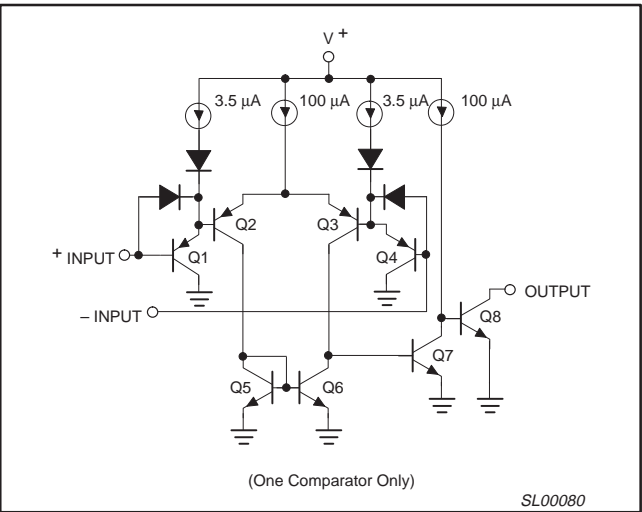 V +
3.5 μA
100 μA
3.5 μA
100 μA
Q2
Q3
+ INPUT
Q1
Q4
– INPUT
OUTPUT
Q8
Q7
Q5
Q6
(One Comparator Only)
SL00080